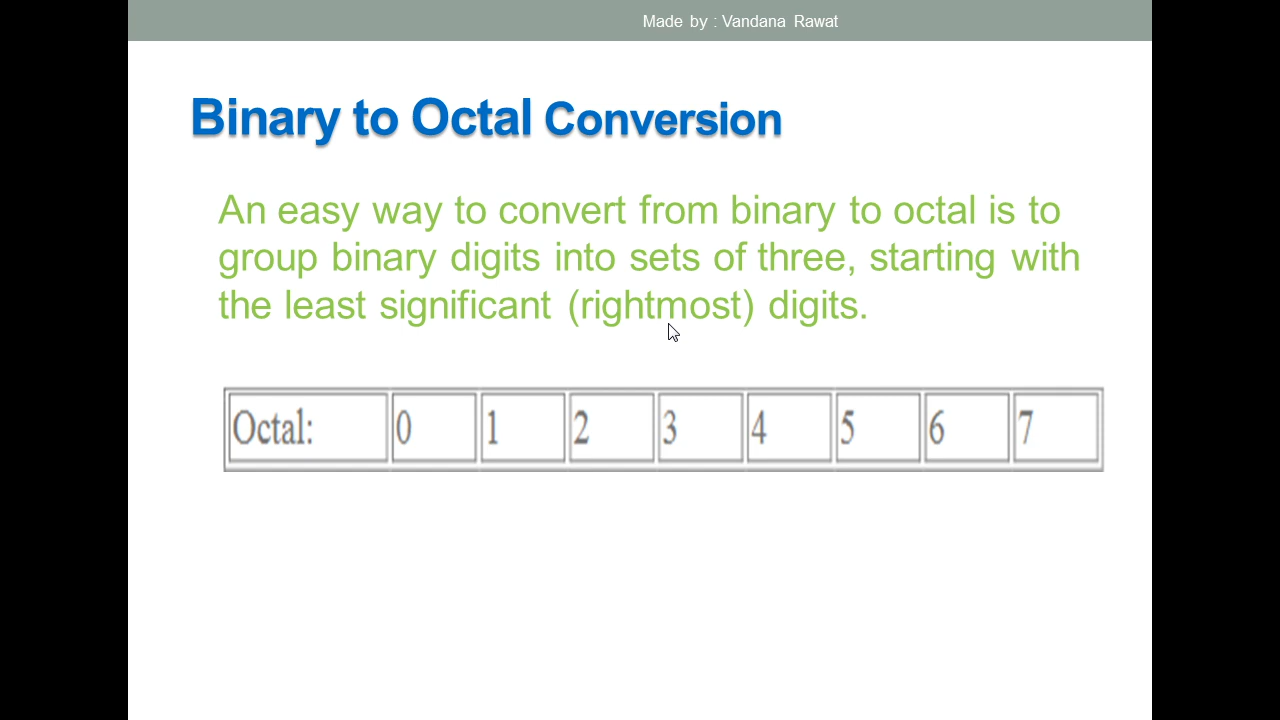 Made by : Vandana Rawat
Binary to Octal Conversion
An easy way to convert from binary to octal is to
group binary digits into sets of three, starting with
the least significant (rightmost) digits.
Octal: 0 1 2 3 4 5 6 7